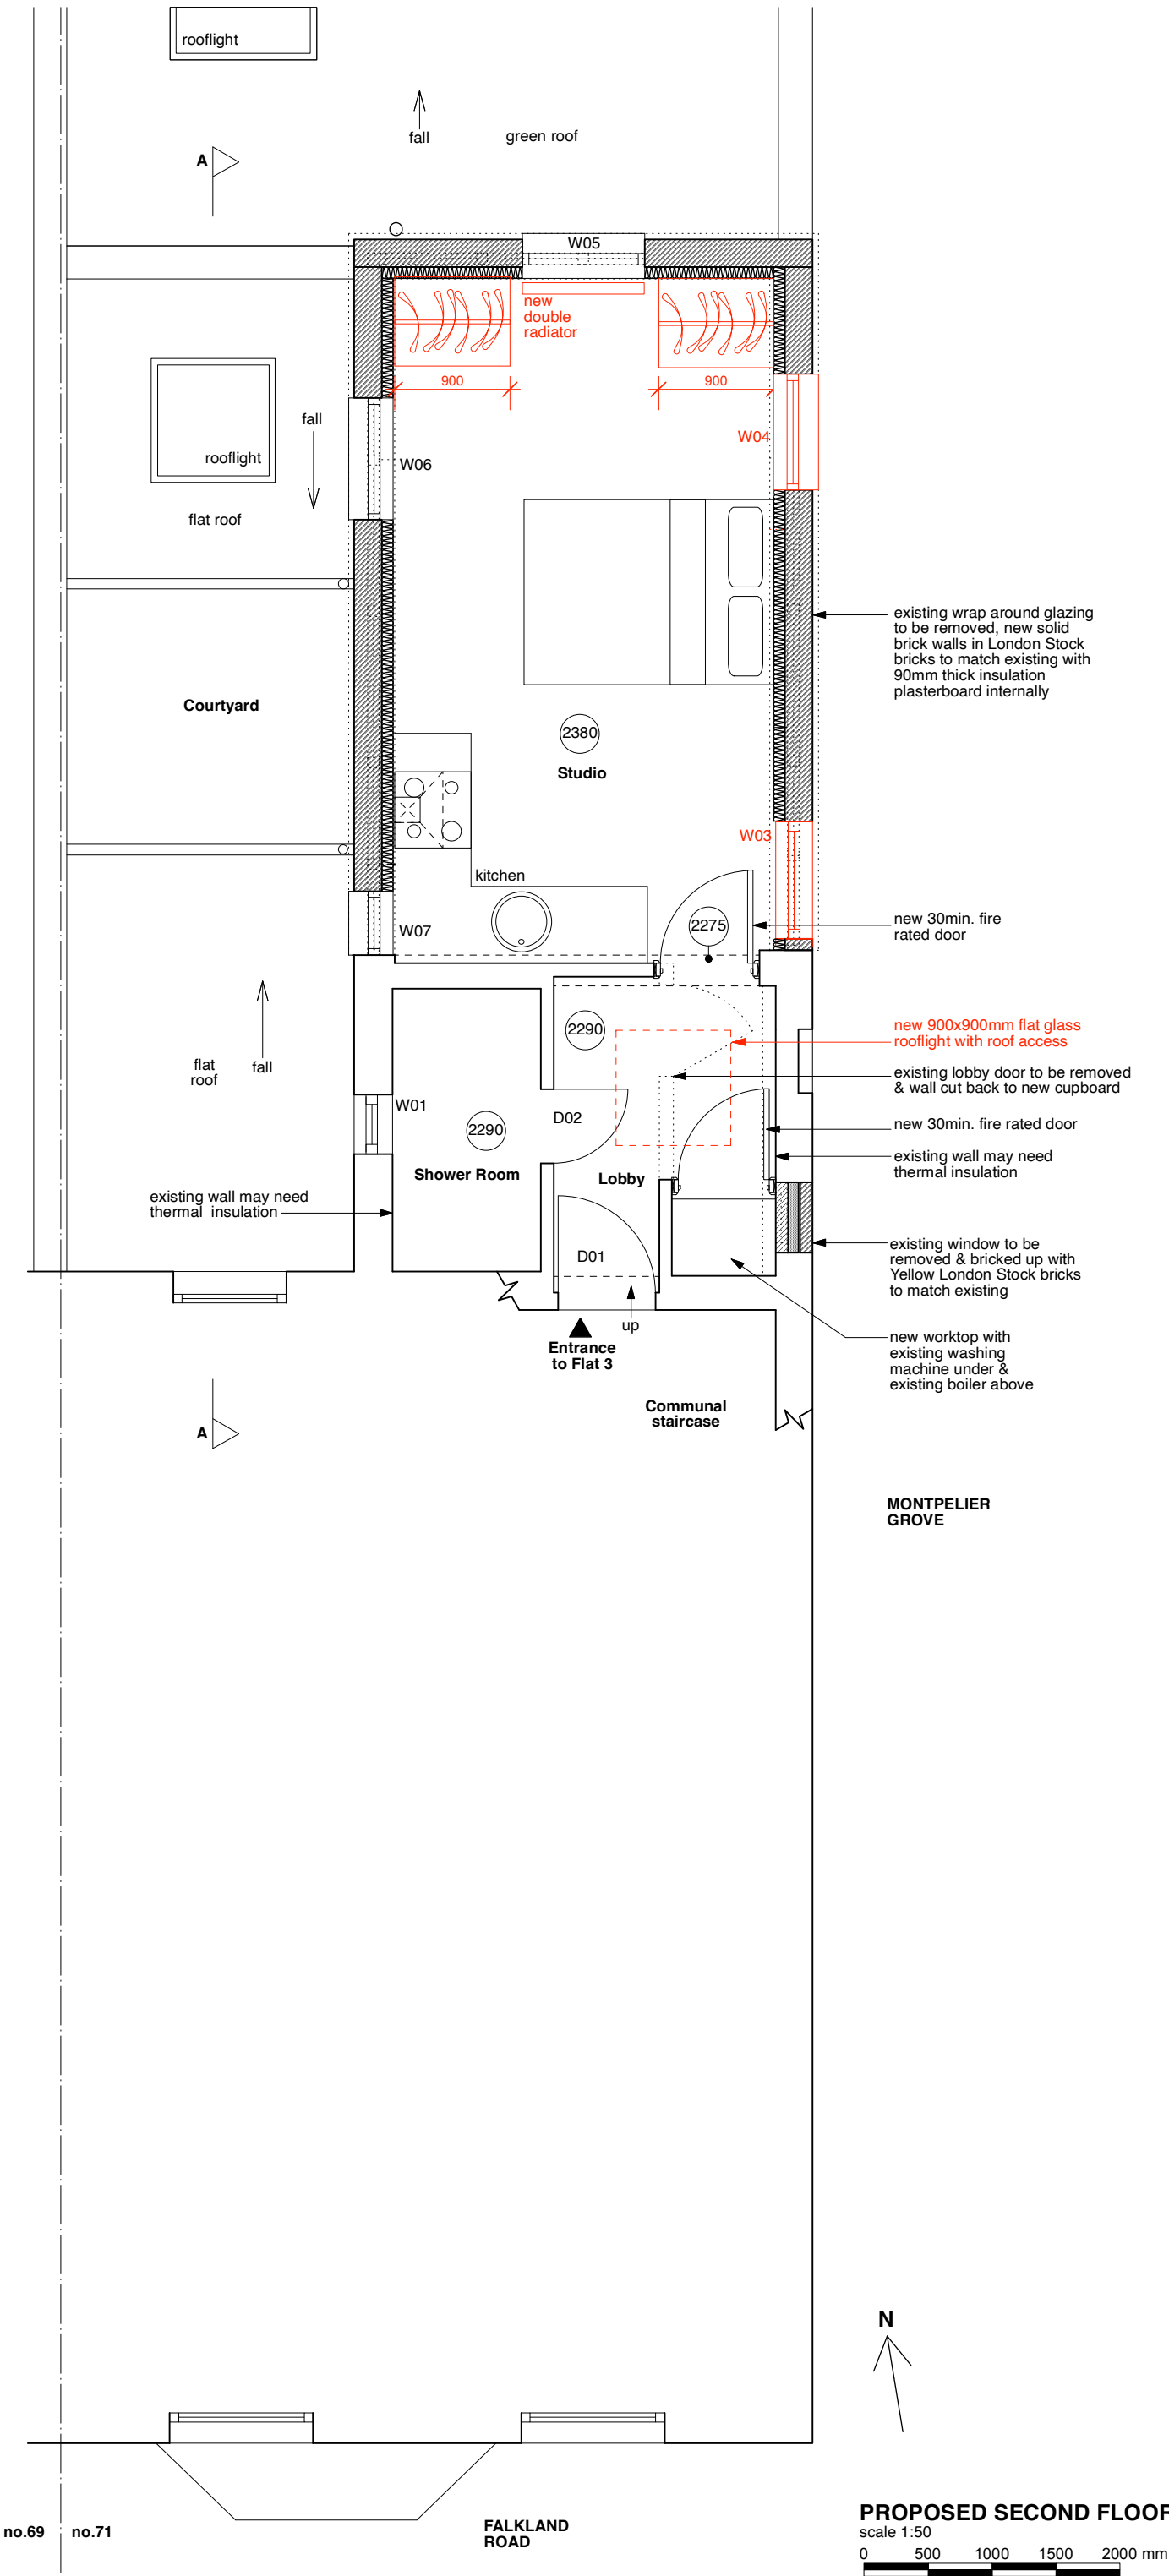 rooflight
fall
green roof
A
W05
new
double
radiator
900
900
fall
W04
W06
rooflight
flat roof
existing wrap around glazing
to be removed, new solid
brick walls in London Stock
bricks to match existing with
90mm thick insulation
plasterboard internally
Courtyard
2380
Studio
W03
kitchen
new 30min. fire
rated door
2275
W07
new 900x900mm flat glass
rooflight with roof access
2290
flat
roof
fall
existing lobby door to be removed
& wall cut back to new cupboard
W01
D02
2290
new 30min. fire rated door
existing wall may need
thermal insulation
Shower Room
Lobby
existing wall may need
thermal  insulation
D01
existing window to be
removed & bricked up with
Yellow London Stock bricks
to match existing
up
Entrance
to Flat 3
new worktop with
existing washing
machine under &
existing boiler above
Communal
staircase
A
MONTPELIER
GROVE
N
PROPOSED SECOND FLOOR
scale 1:50
0 500 1000 1500 2000 mm
no.69 no.71
FALKLAND
ROAD